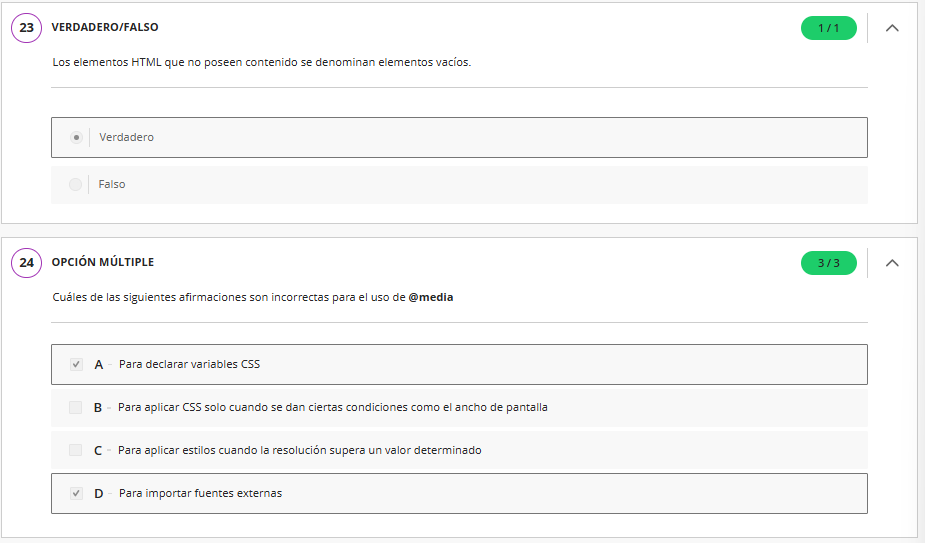 23 VERDADERO/FALSO 1 / 1
Los elementos HTML que no poseen contenido se denominan elementos vacíos.
Verdadero
Falso
24 OPCIÓN MÚLTIPLE 3 / 3
Cuáles de las siguientes afirmaciones son incorrectas para el uso de @media
A - Para declarar variables CSS
B - Para aplicar CSS solo cuando se dan ciertas condiciones como el ancho de pantalla
C - Para aplicar estilos cuando la resolución supera un valor determinado
D - Para importar fuentes externas